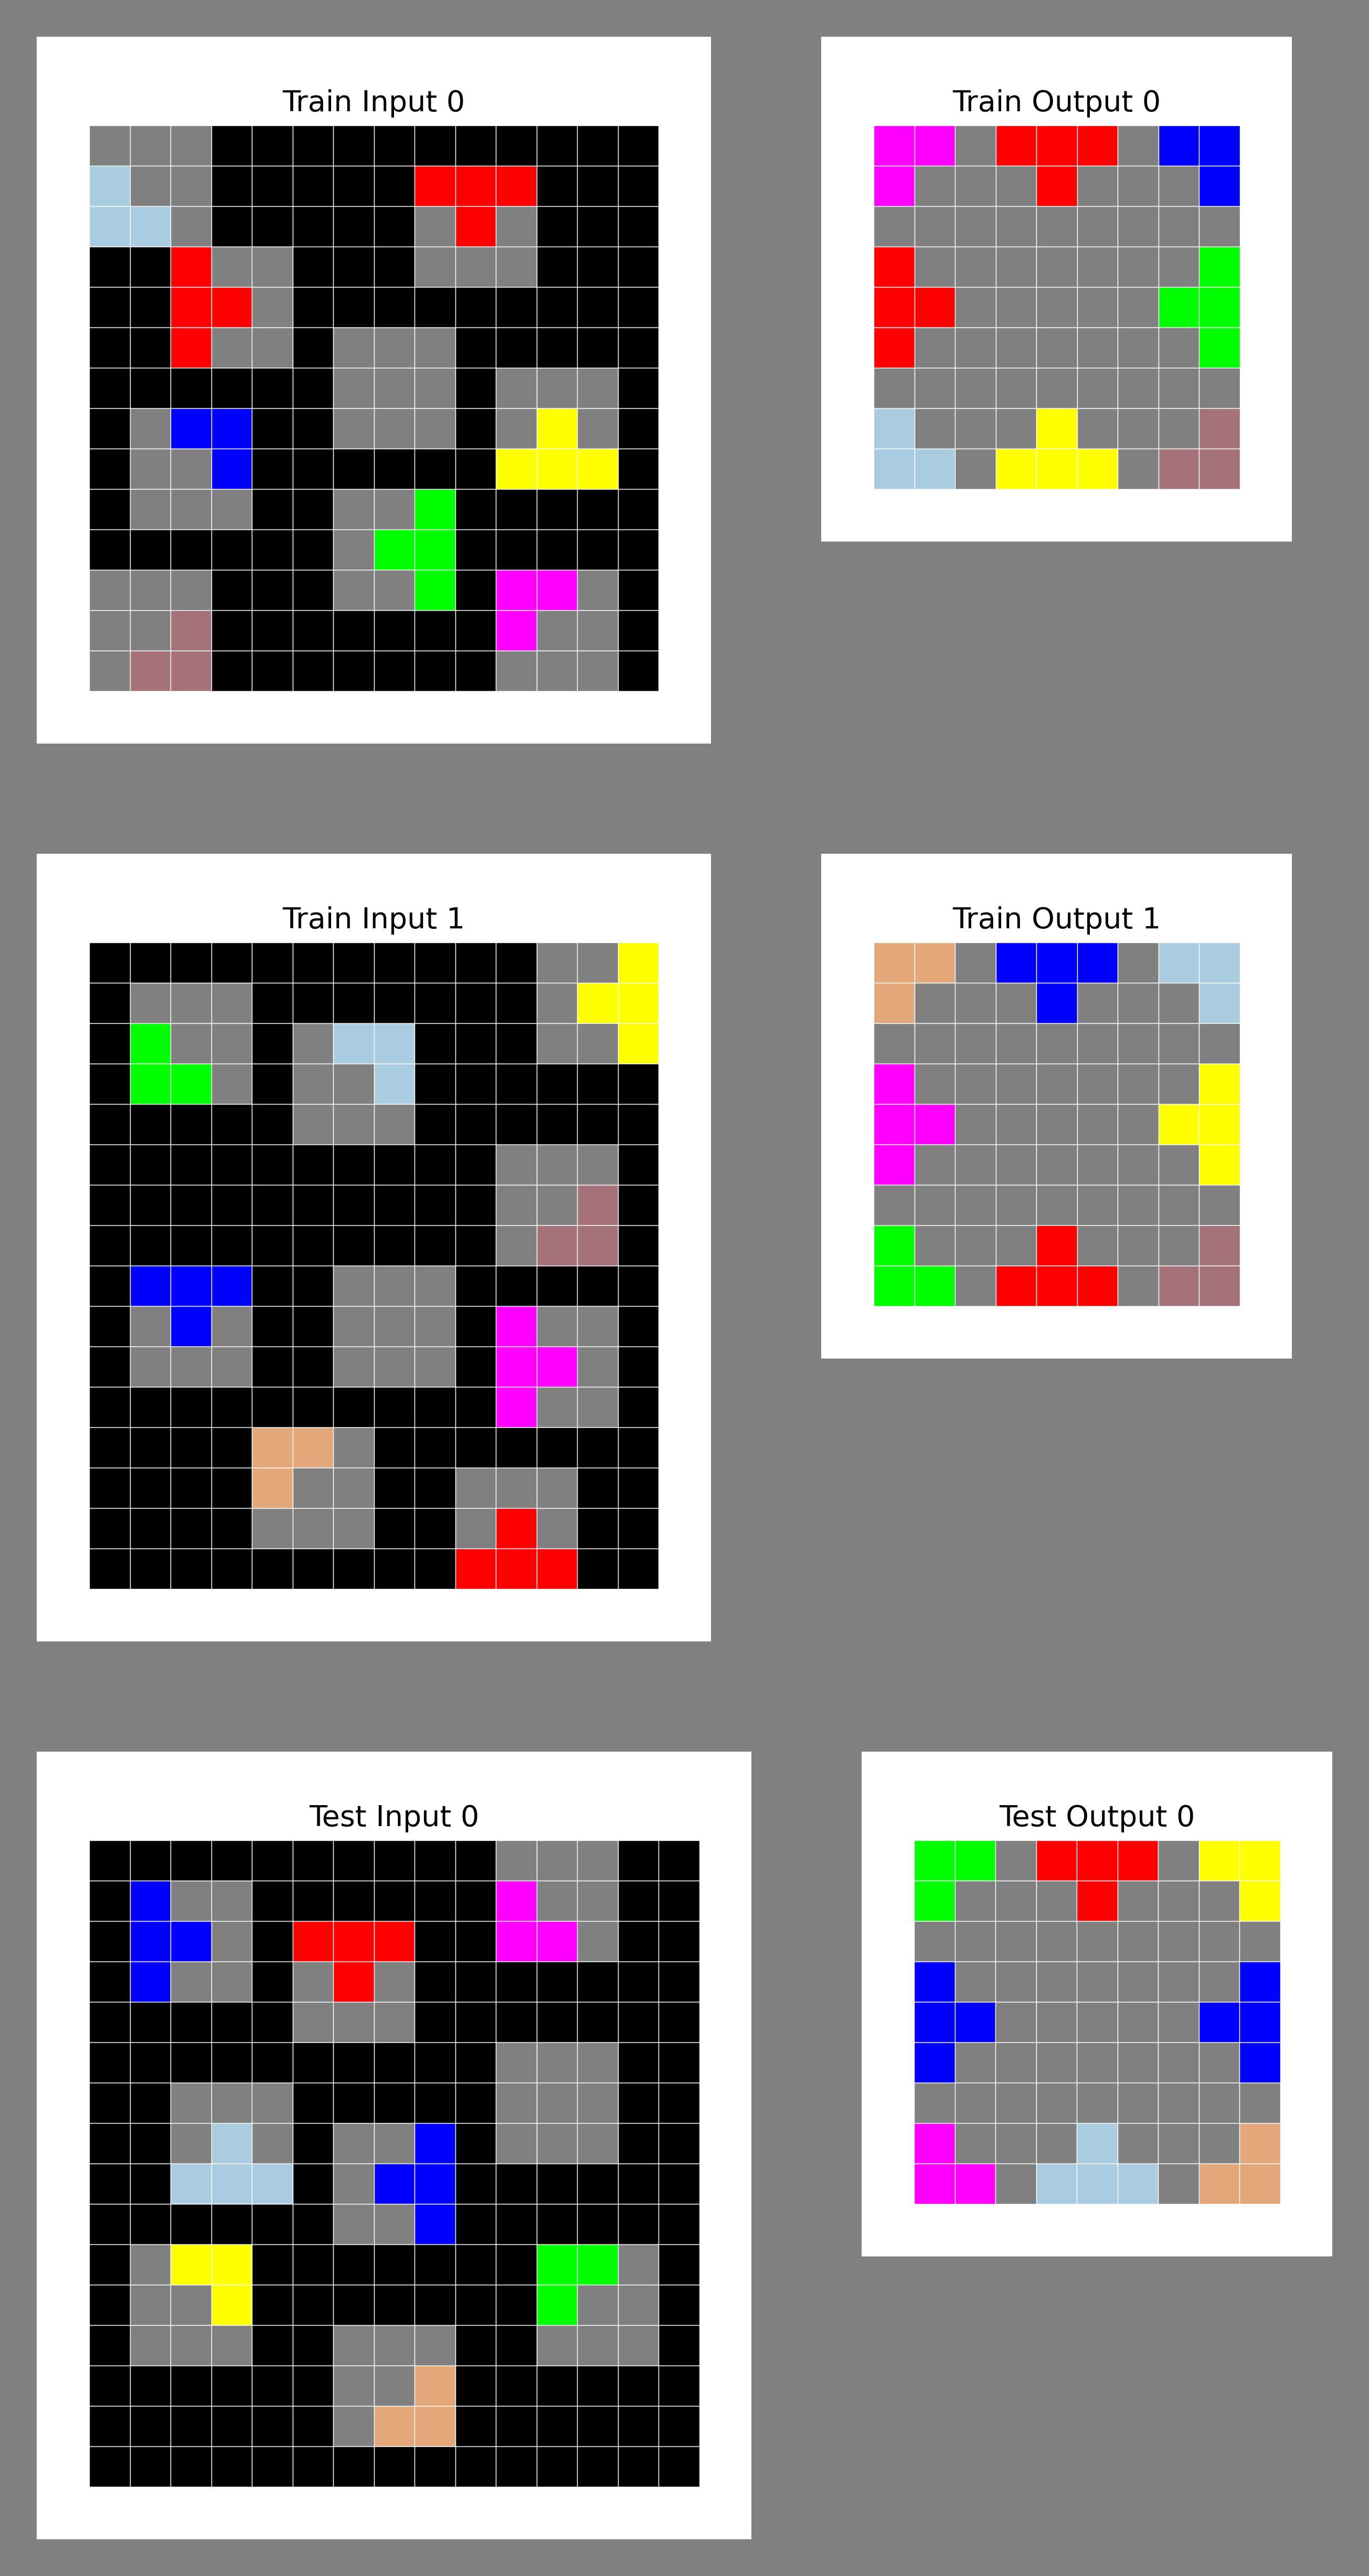 Train Input 0
Train Output 0
Train Input 1
Train Output 1
Test Input 0
Test Output 0